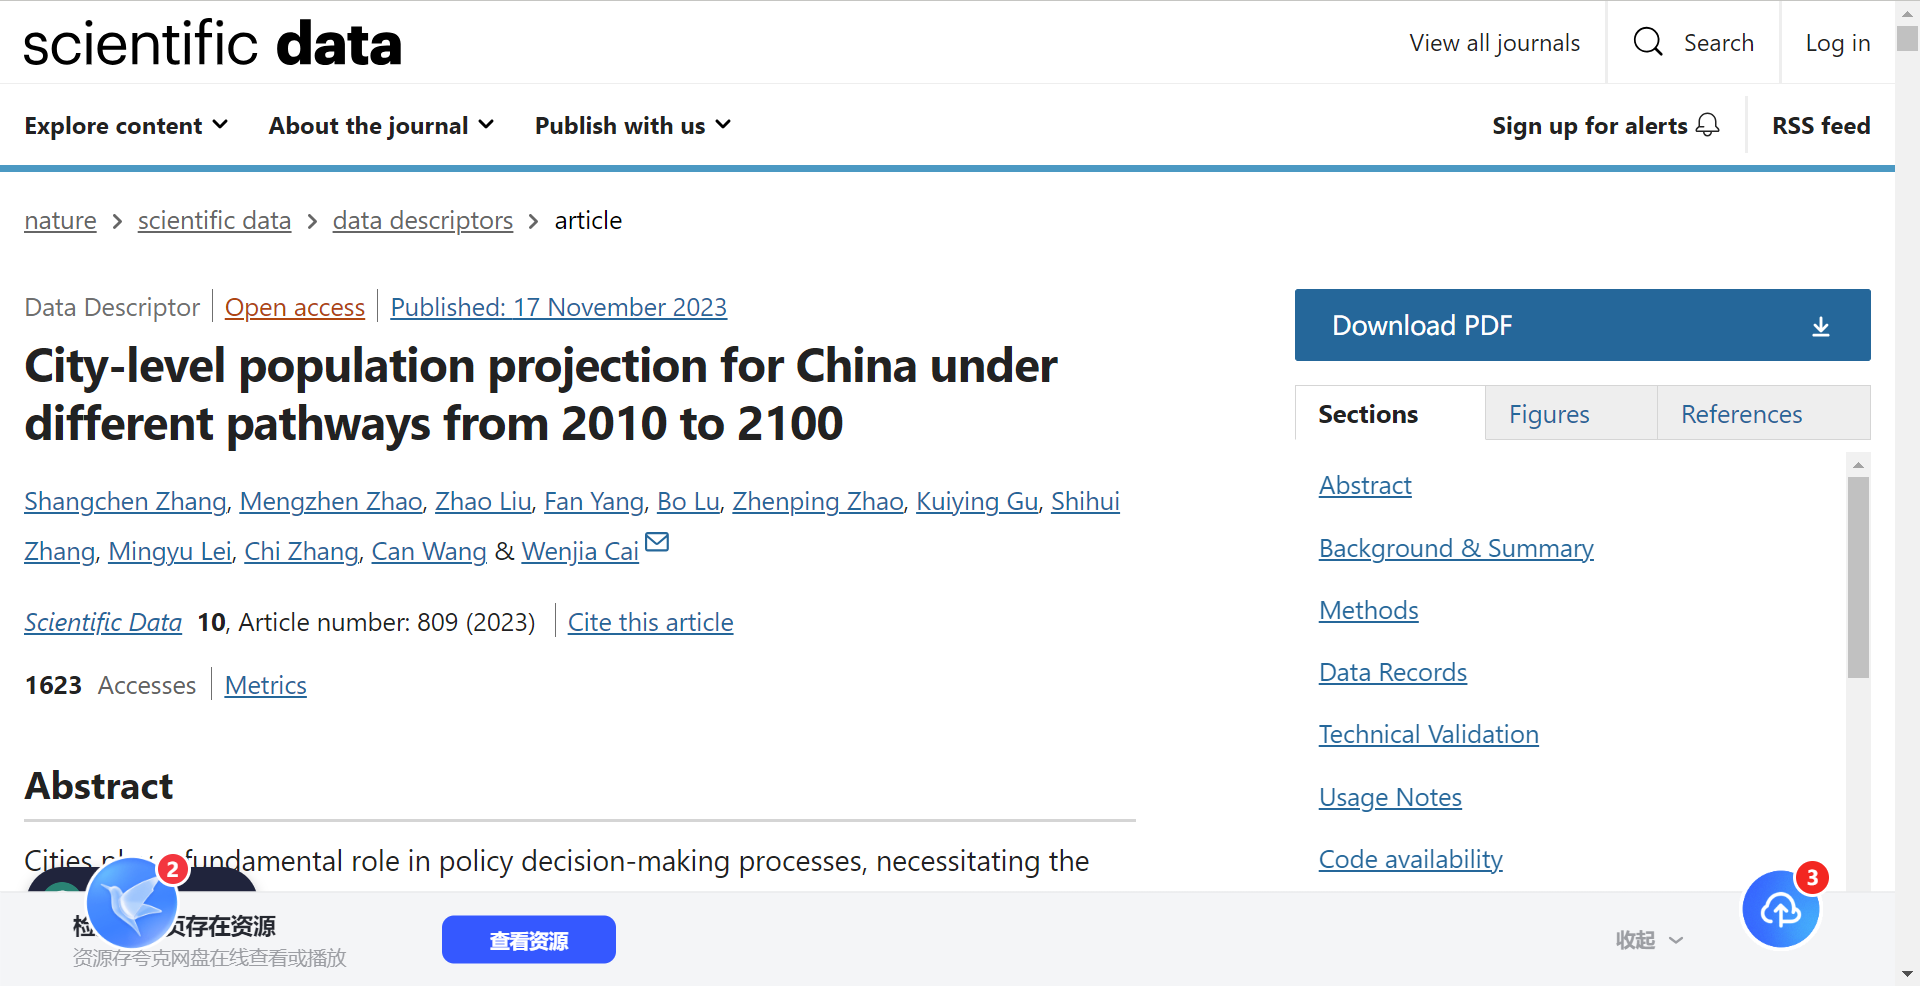 scientific data
View all journals
Search
Log in
Explore content
About the journal
Publish with us
Sign up for alerts
RSS feed
nature > scientific data > data descriptors > article
Data Descriptor | Open access | Published: 17 November 2023
City-level population projection for China under
different pathways from 2010 to 2100
Shangchen Zhang, Mengzhen Zhao, Zhao Liu, Fan Yang, Bo Lu, Zhenping Zhao, Kuiying Gu, Shihui
Zhang, Mingyu Lei, Chi Zhang, Can Wang & Wenjia Cai
Scientific Data 10, Article number: 809 (2023) | Cite this article
1623 Accesses | Metrics
Abstract
Cities fundamental role in policy decision-making processes, necessitating the
Download PDF
Sections
Figures
References
Abstract
Background & Summary
Methods
Data Records
Technical Validation
Usage Notes
Code availability
2
检 页存在资源
资源存夸克网盘在线查看或播放
查看资源
收起
3